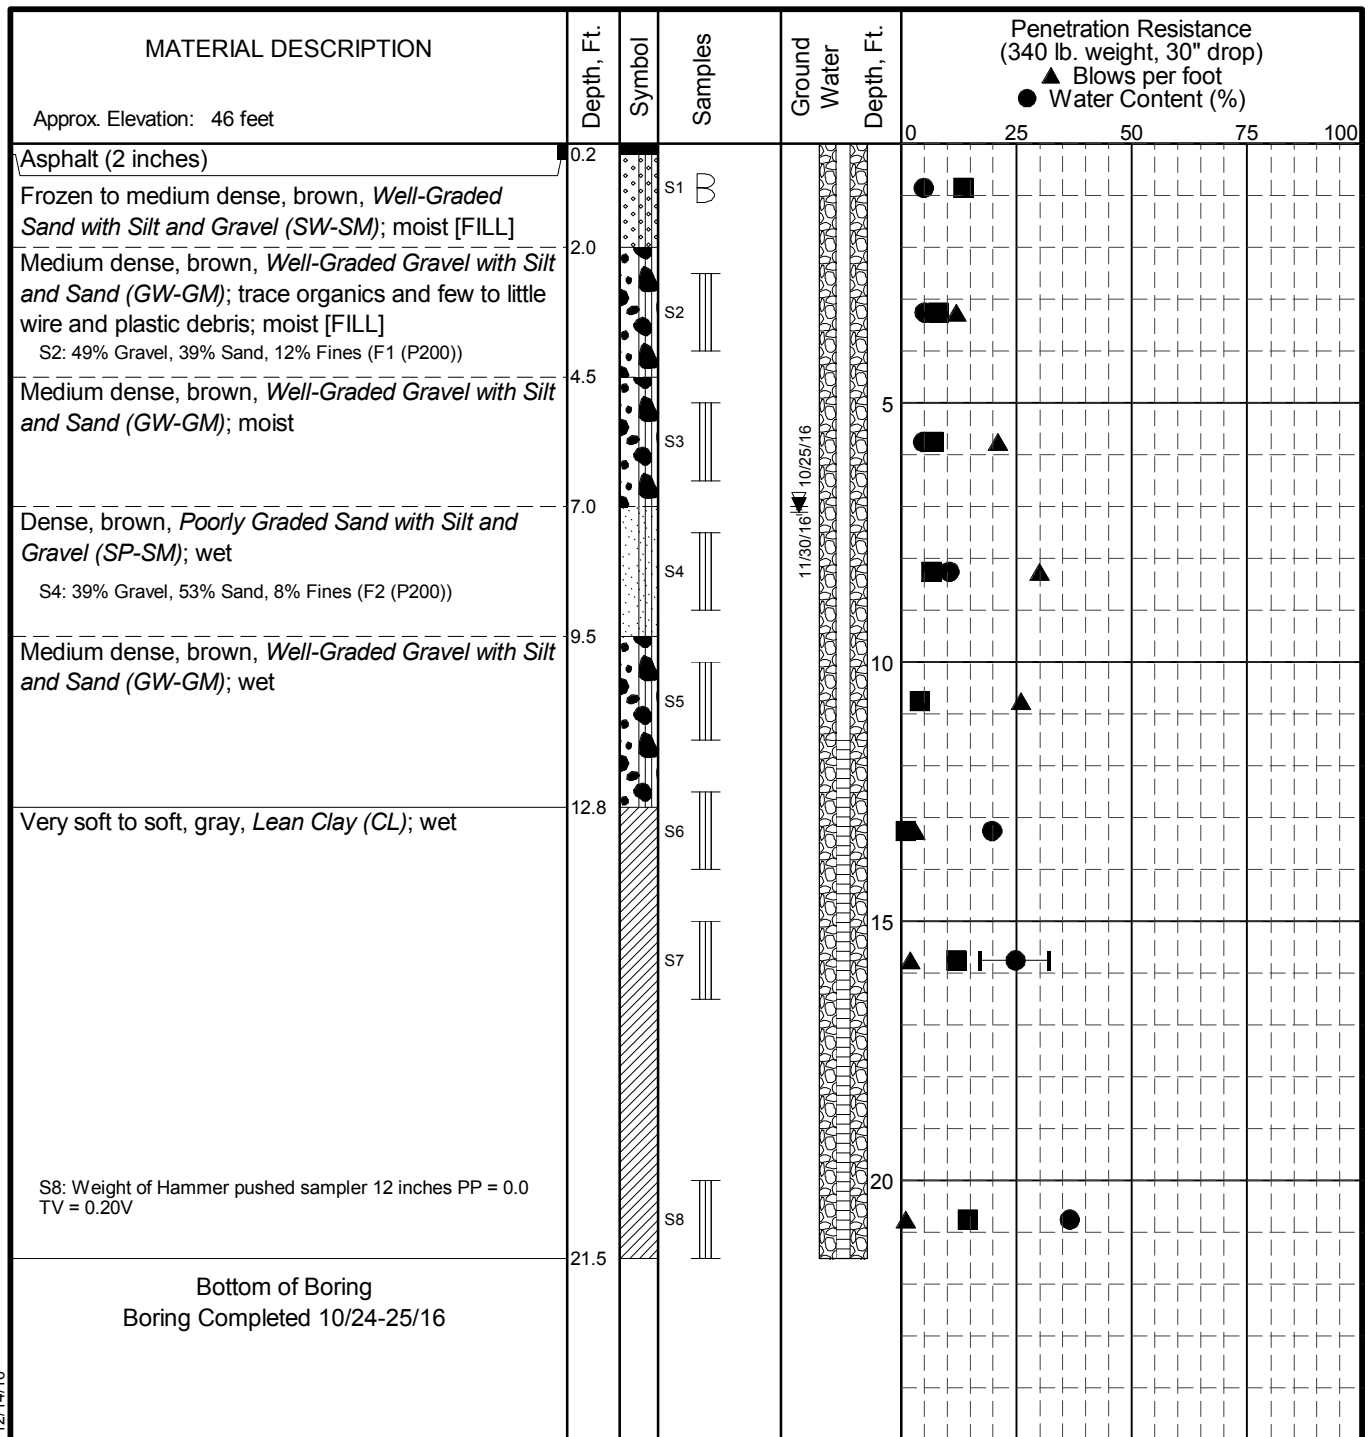 MATERIAL DESCRIPTION
Approx. Elevation: 46 feet
Depth, Ft.
Symbol
Samples
Ground
Water
Depth, Ft.
Penetration Resistance
(340 lb. weight, 30" drop)
▲ Blows per foot
● Water Content (%)
0 25 50 75 100
Asphalt (2 inches)
0.2
Frozen to medium dense, brown, Well-Graded
Sand with Silt and Gravel (SW-SM); moist [FILL]
S1
2.0
Medium dense, brown, Well-Graded Gravel with Silt
and Sand (GW-GM); trace organics and few to little
wire and plastic debris; moist [FILL]
S2: 49% Gravel, 39% Sand, 12% Fines (F1 (P200))
S2
4.5
Medium dense, brown, Well-Graded Gravel with Silt
and Sand (GW-GM); moist
S3
5
10/25/16
11/30/16
7.0
Dense, brown, Poorly Graded Sand with Silt and
Gravel (SP-SM); wet
S4: 39% Gravel, 53% Sand, 8% Fines (F2 (P200))
S4
9.5
Medium dense, brown, Well-Graded Gravel with Silt
and Sand (GW-GM); wet
S5
10
12.8
Very soft to soft, gray, Lean Clay (CL); wet
S6
15
S7
S8: Weight of Hammer pushed sampler 12 inches PP = 0.0
TV = 0.20V
20
S8
21.5
Bottom of Boring
Boring Completed 10/24-25/16